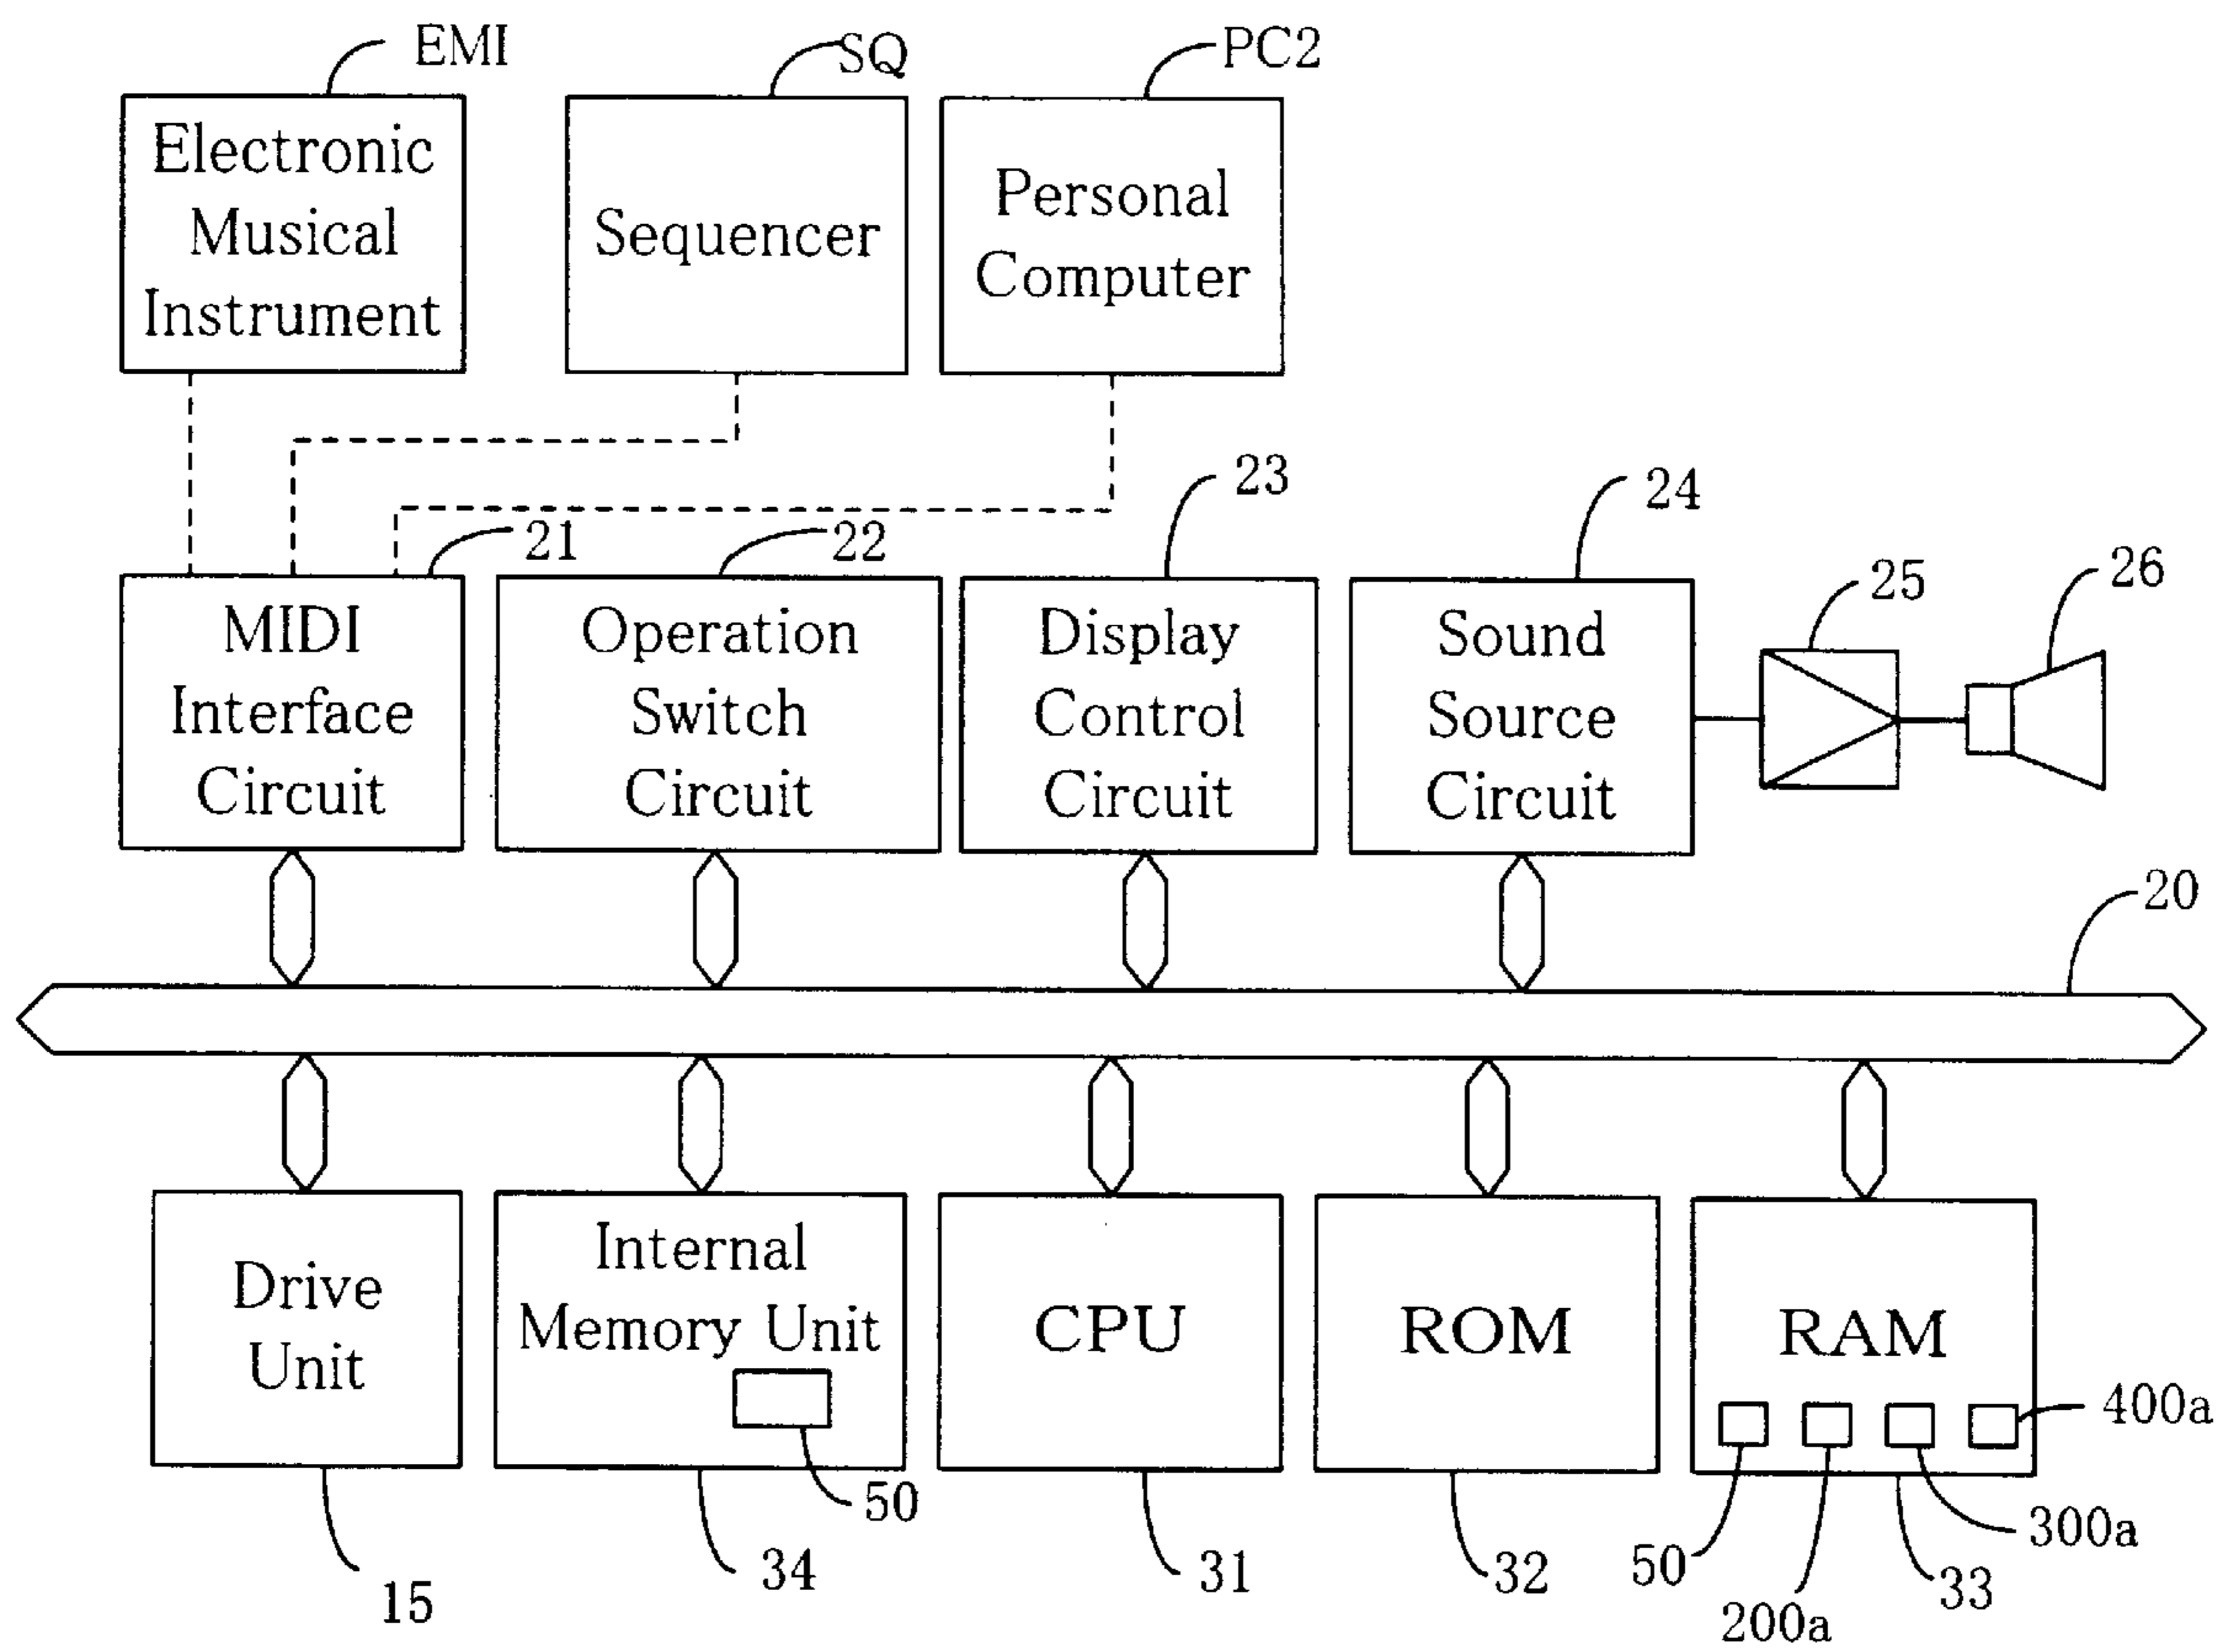 EMI
SQ
PC2
Electronic
Musical
Instrument
Sequencer
Personal
Computer
21
22
23
24
25
26
MIDI
Interface
Circuit
Operation
Switch
Circuit
Display
Control
Circuit
Sound
Source
Circuit
20
Drive
Unit
Internal
Memory Unit
CPU
ROM
RAM
400a
50
300a
50
200a
15
34
31
32
33